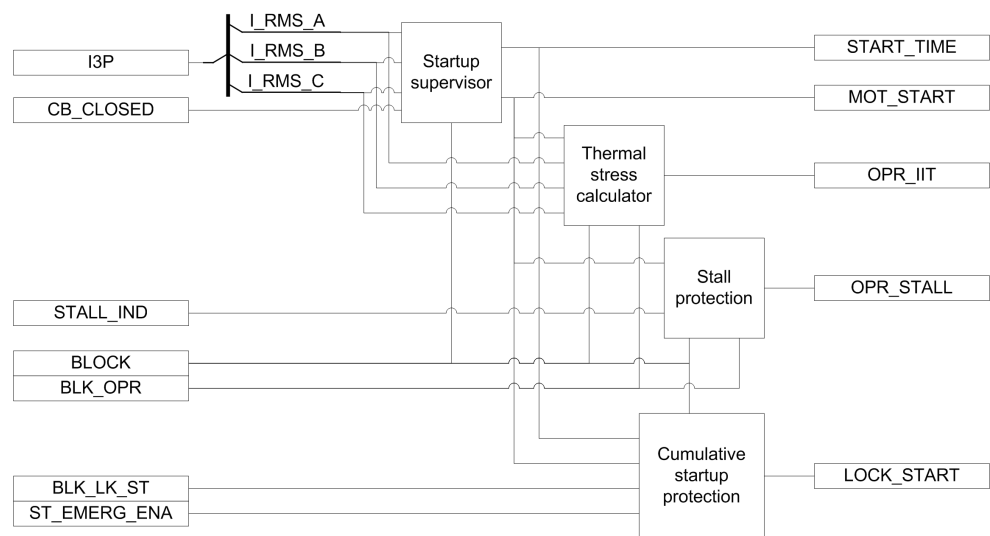 I_RMS_A
I_RMS_B
I_RMS_C
I3P
CB_CLOSED
Startup
supervisor
START_TIME
MOT_START
Thermal
stress
calculator
OPR_IIT
Stall
protection
OPR_STALL
STALL_IND
BLOCK
BLK_OPR
Cumulative
startup
protection
LOCK_START
BLK_LK_ST
ST_EMERG_ENA